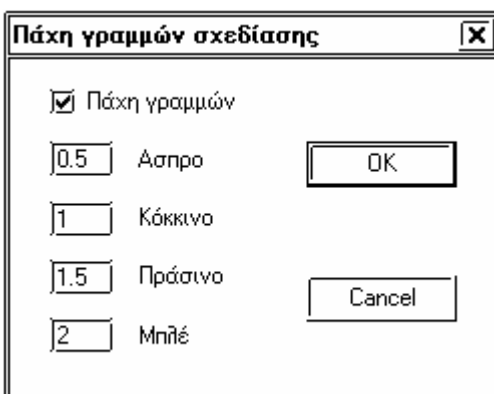 Πάχη γραμμών σχεδίασης
Πάχη γραμμών
0.5 Ασπρο
OK
1 Κόκκινο
1.5 Πράσινο
Cancel
2 Μπλέ